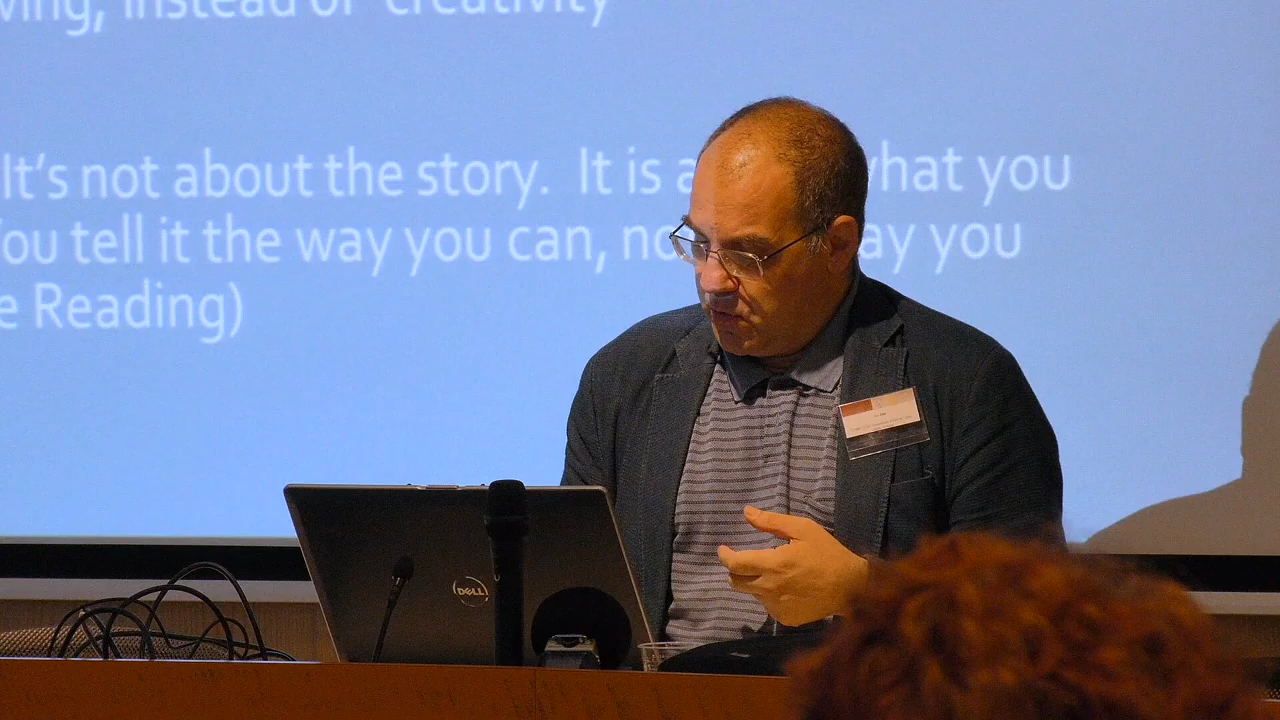 ving, instead of creativity
It's not about the story. It is a what you
You tell it the way you can, no ay you
e Reading)
DELL